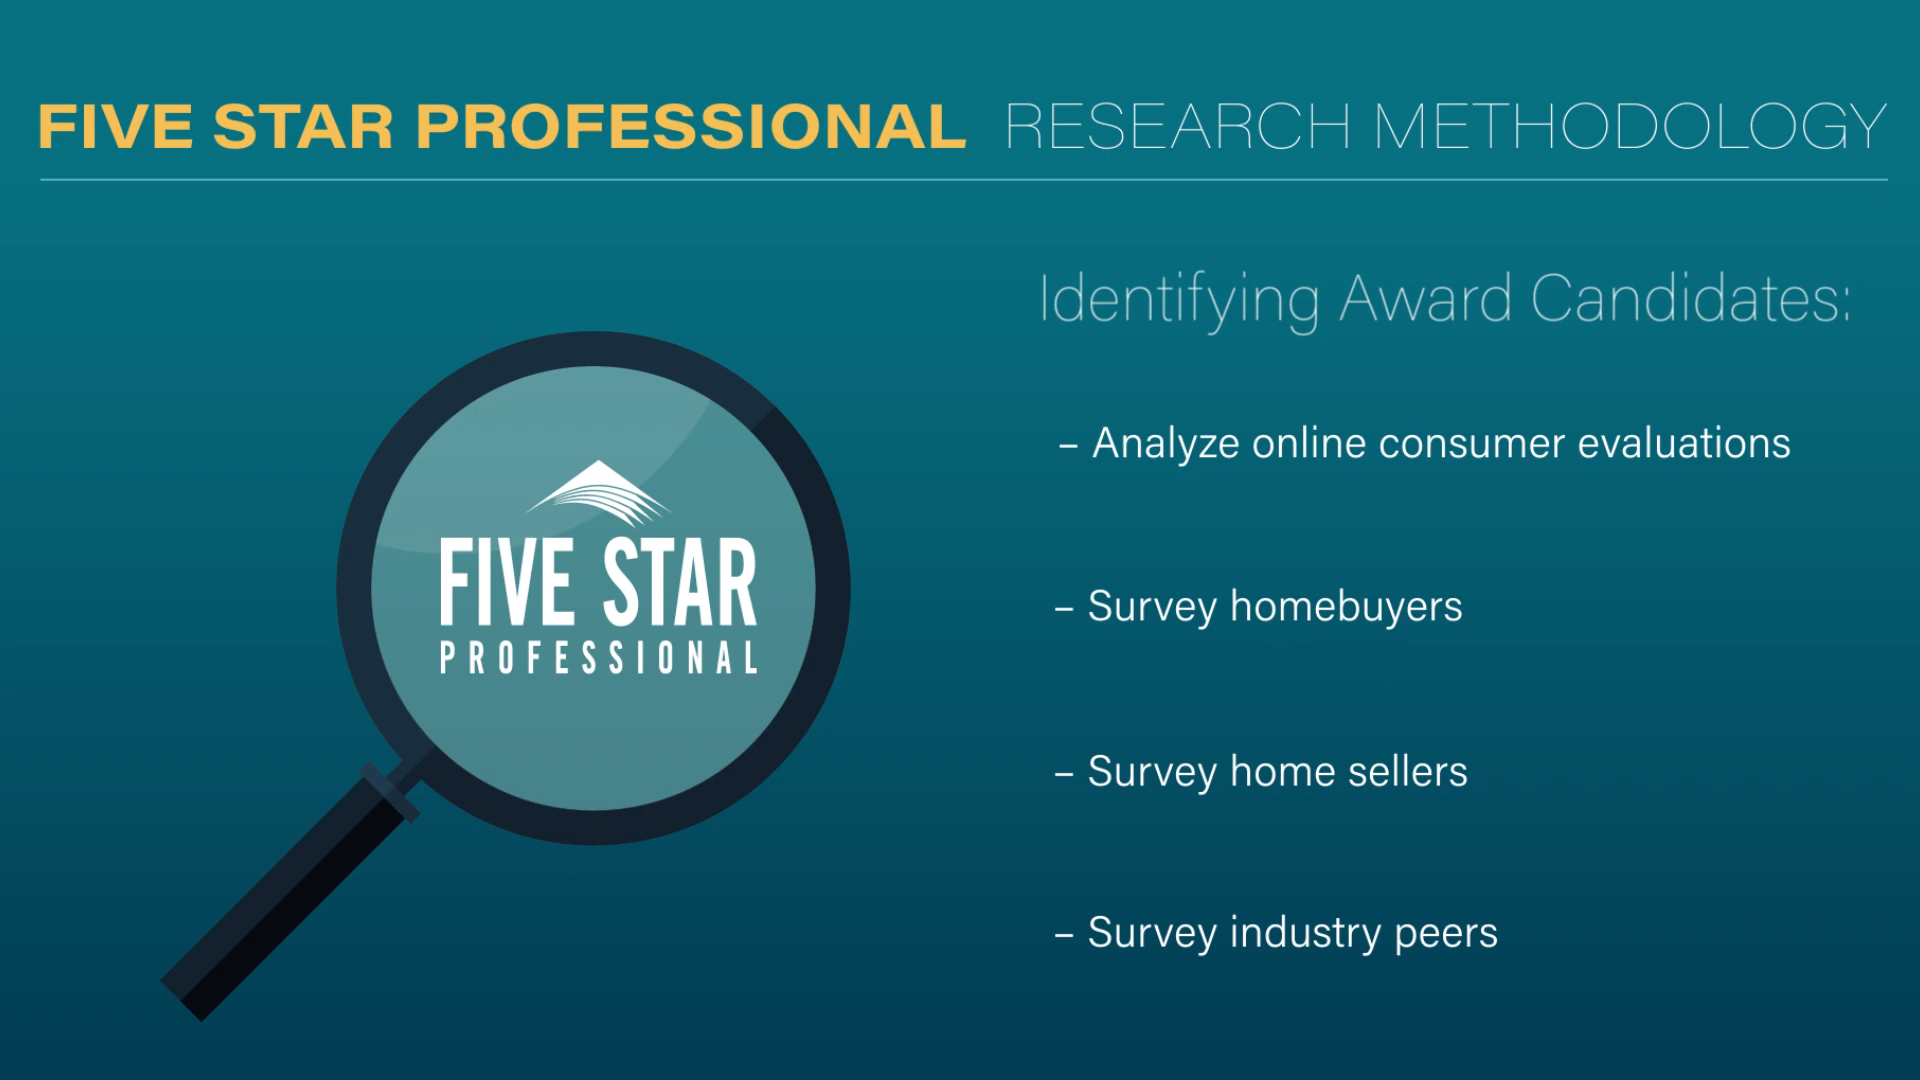 FIVE STAR PROFESSIONAL RESEARCH METHODOLOGY
FIVE STAR
PROFESSIONAL
Identifying Award Candidates:
– Analyze online consumer evaluations
– Survey homebuyers
– Survey home sellers
– Survey industry peers